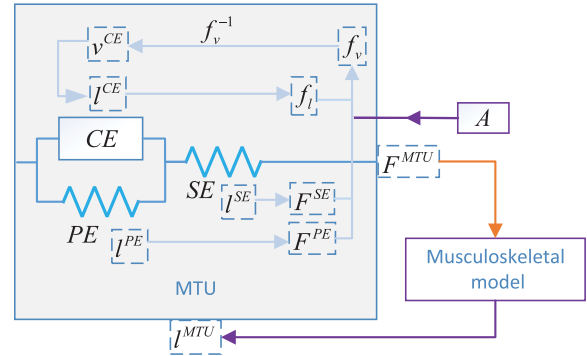 v^{CE}
f_v^{-1}
f_v
l^{CE}
f_l
A
CE
SE
F^{MTU}
l^{SE}
F^{SE}
PE
l^{PE}
F^{PE}
Musculoskeletal
model
MTU
l^{MTU}